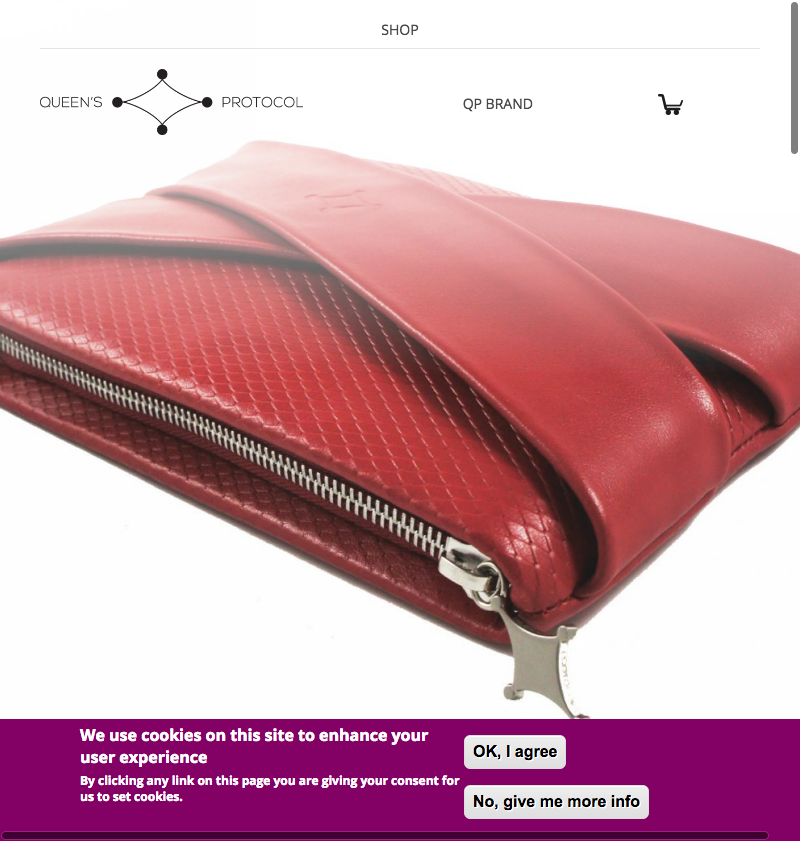 SHOP
QUEEN'S PROTOCOL
QP BRAND
We use cookies on this site to enhance your
user experience
By clicking any link on this page you are giving your consent for
us to set cookies.
OK, I agree
No, give me more info